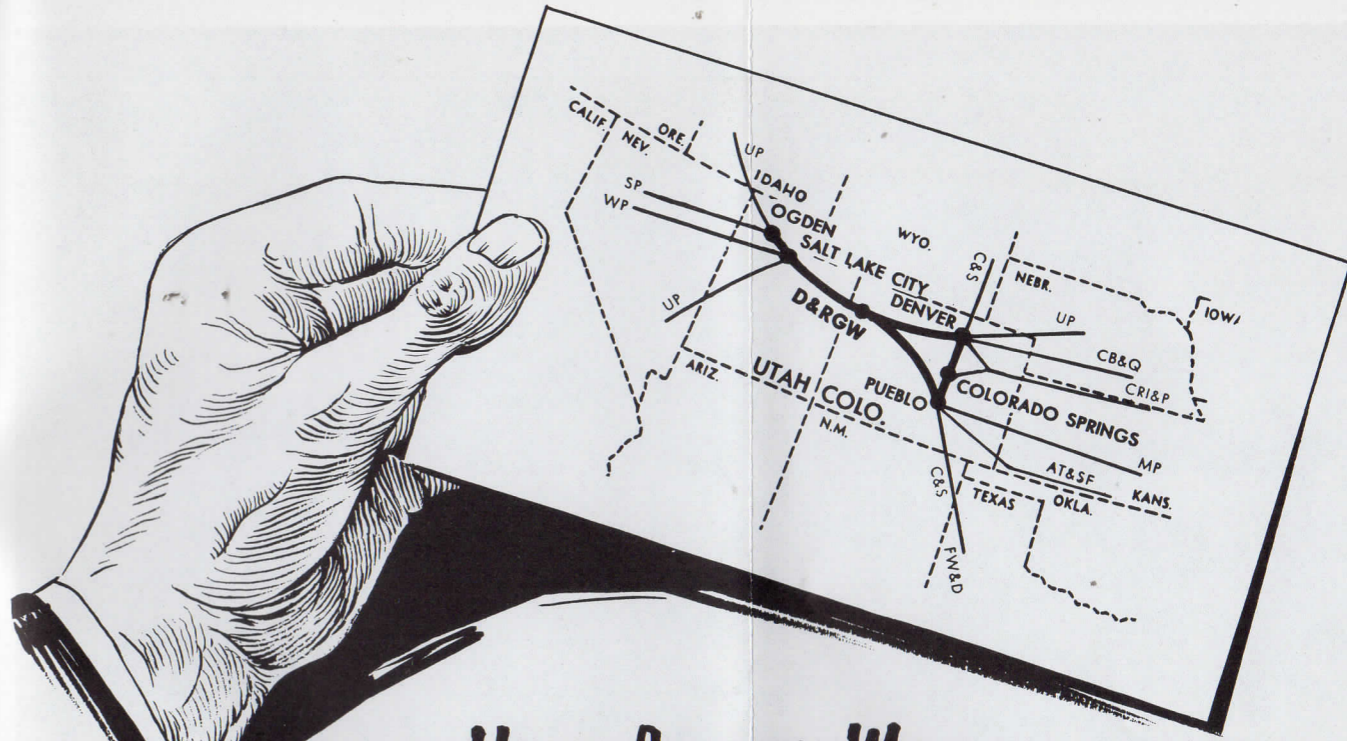 CALIF.
NEV.
ORE.
UP
IDAHO
SP
WP
OGDEN
SALT LAKE CITY
WYO.
C&S
NEBR.
IOWA
UP
DENVER
UP
D&RGW
CB&Q
CRI&P
ARIZ.
UTAH
COLO.
PUEBLO
COLORADO SPRINGS
N.M.
MP
AT&SF
KANS.
C&S
TEXAS
OKLA.
FW&D